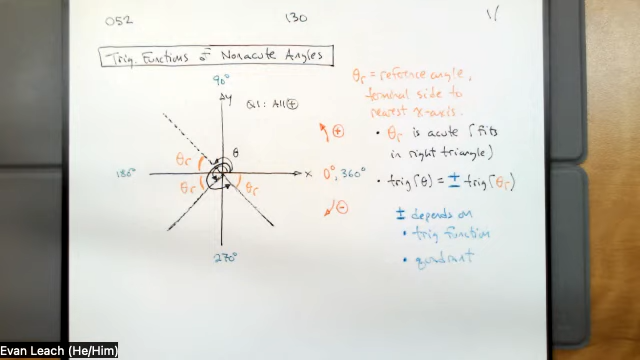 052
130
Trig. Functions of Nonacute Angles
90°
y
Q1: All ⊕
θ
θr
θr
θr
180°
x
0°, 360°
270°
⊕
⊖
θr = reference angle,
terminal side to
nearest x-axis.
• θr is acute (fits
in right triangle)
• trig(θ) = ± trig(θr)
± depends on
• trig function
• quadrant
Evan Leach (He/Him)